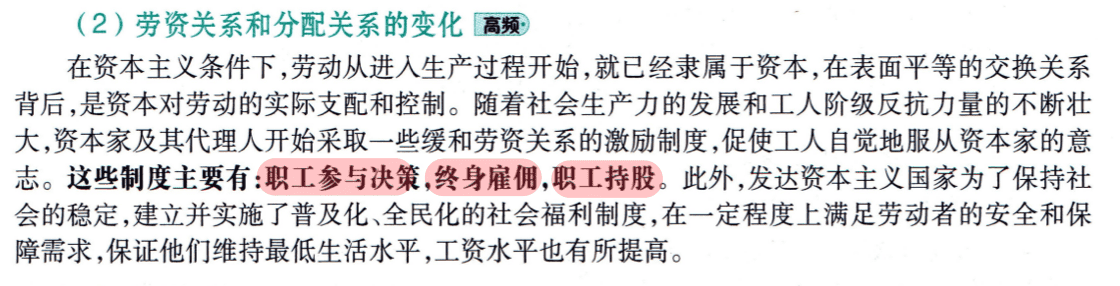 （2）劳资关系和分配关系的变化 高频
在资本主义条件下,劳动从进入生产过程开始,就已经隶属于资本,在表面平等的交换关系
背后,是资本对劳动的实际支配和控制。随着社会生产力的发展和工人阶级反抗力量的不断壮
大,资本家及其代理人开始采取一些缓和劳资关系的激励制度,促使工人自觉地服从资本家的意
志。这些制度主要有:职工参与决策,终身雇佣,职工持股。此外,发达资本主义国家为了保持社
会的稳定,建立并实施了普及化、全民化的社会福利制度,在一定程度上满足劳动者的安全和保
障需求,保证他们维持最低生活水平,工资水平也有所提高。